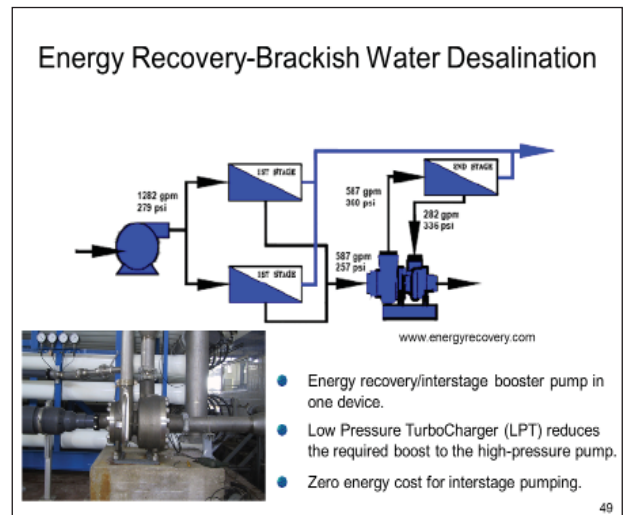 Energy Recovery-Brackish Water Desalination
1282 gpm
279 psi
1ST STAGE
1ST STAGE
587 gpm
360 psi
2ND STAGE
282 gpm
336 psi
587 gpm
257 psi
www.energyrecovery.com
Energy recovery/interstage booster pump in
one device.
Low Pressure TurboCharger (LPT) reduces
the required boost to the high-pressure pump.
Zero energy cost for interstage pumping.
49